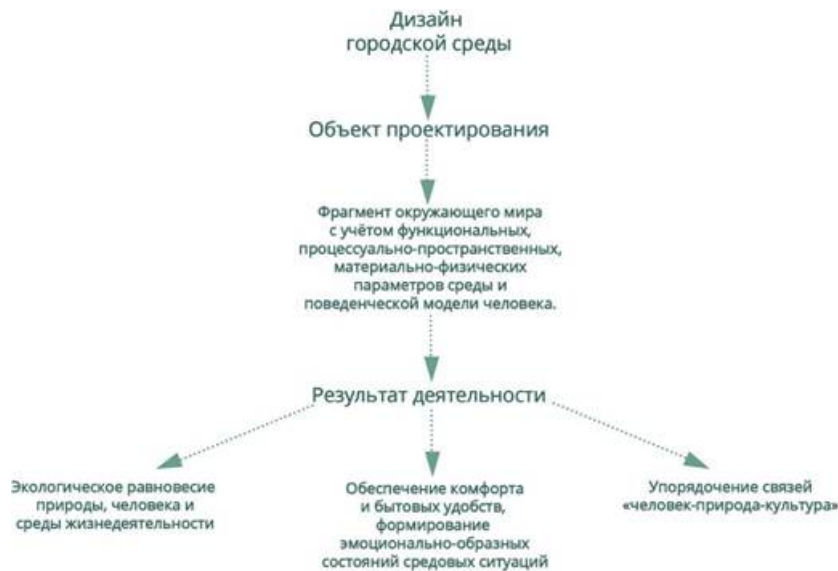 Дизайн
городской среды
Объект проектирования
Фрагмент окружающего мира
с учётом функциональных,
процессуально-пространственных,
материально-физических
параметров среды и
поведенческой модели человека.
Результат деятельности
Экологическое равновесие
природы, человека и
среды жизнедеятельности
Обеспечение комфорта
и бытовых удобств,
формирование
эмоционально-образных
состояний средовых ситуаций
Упорядочение связей
«человек-природа-культура»